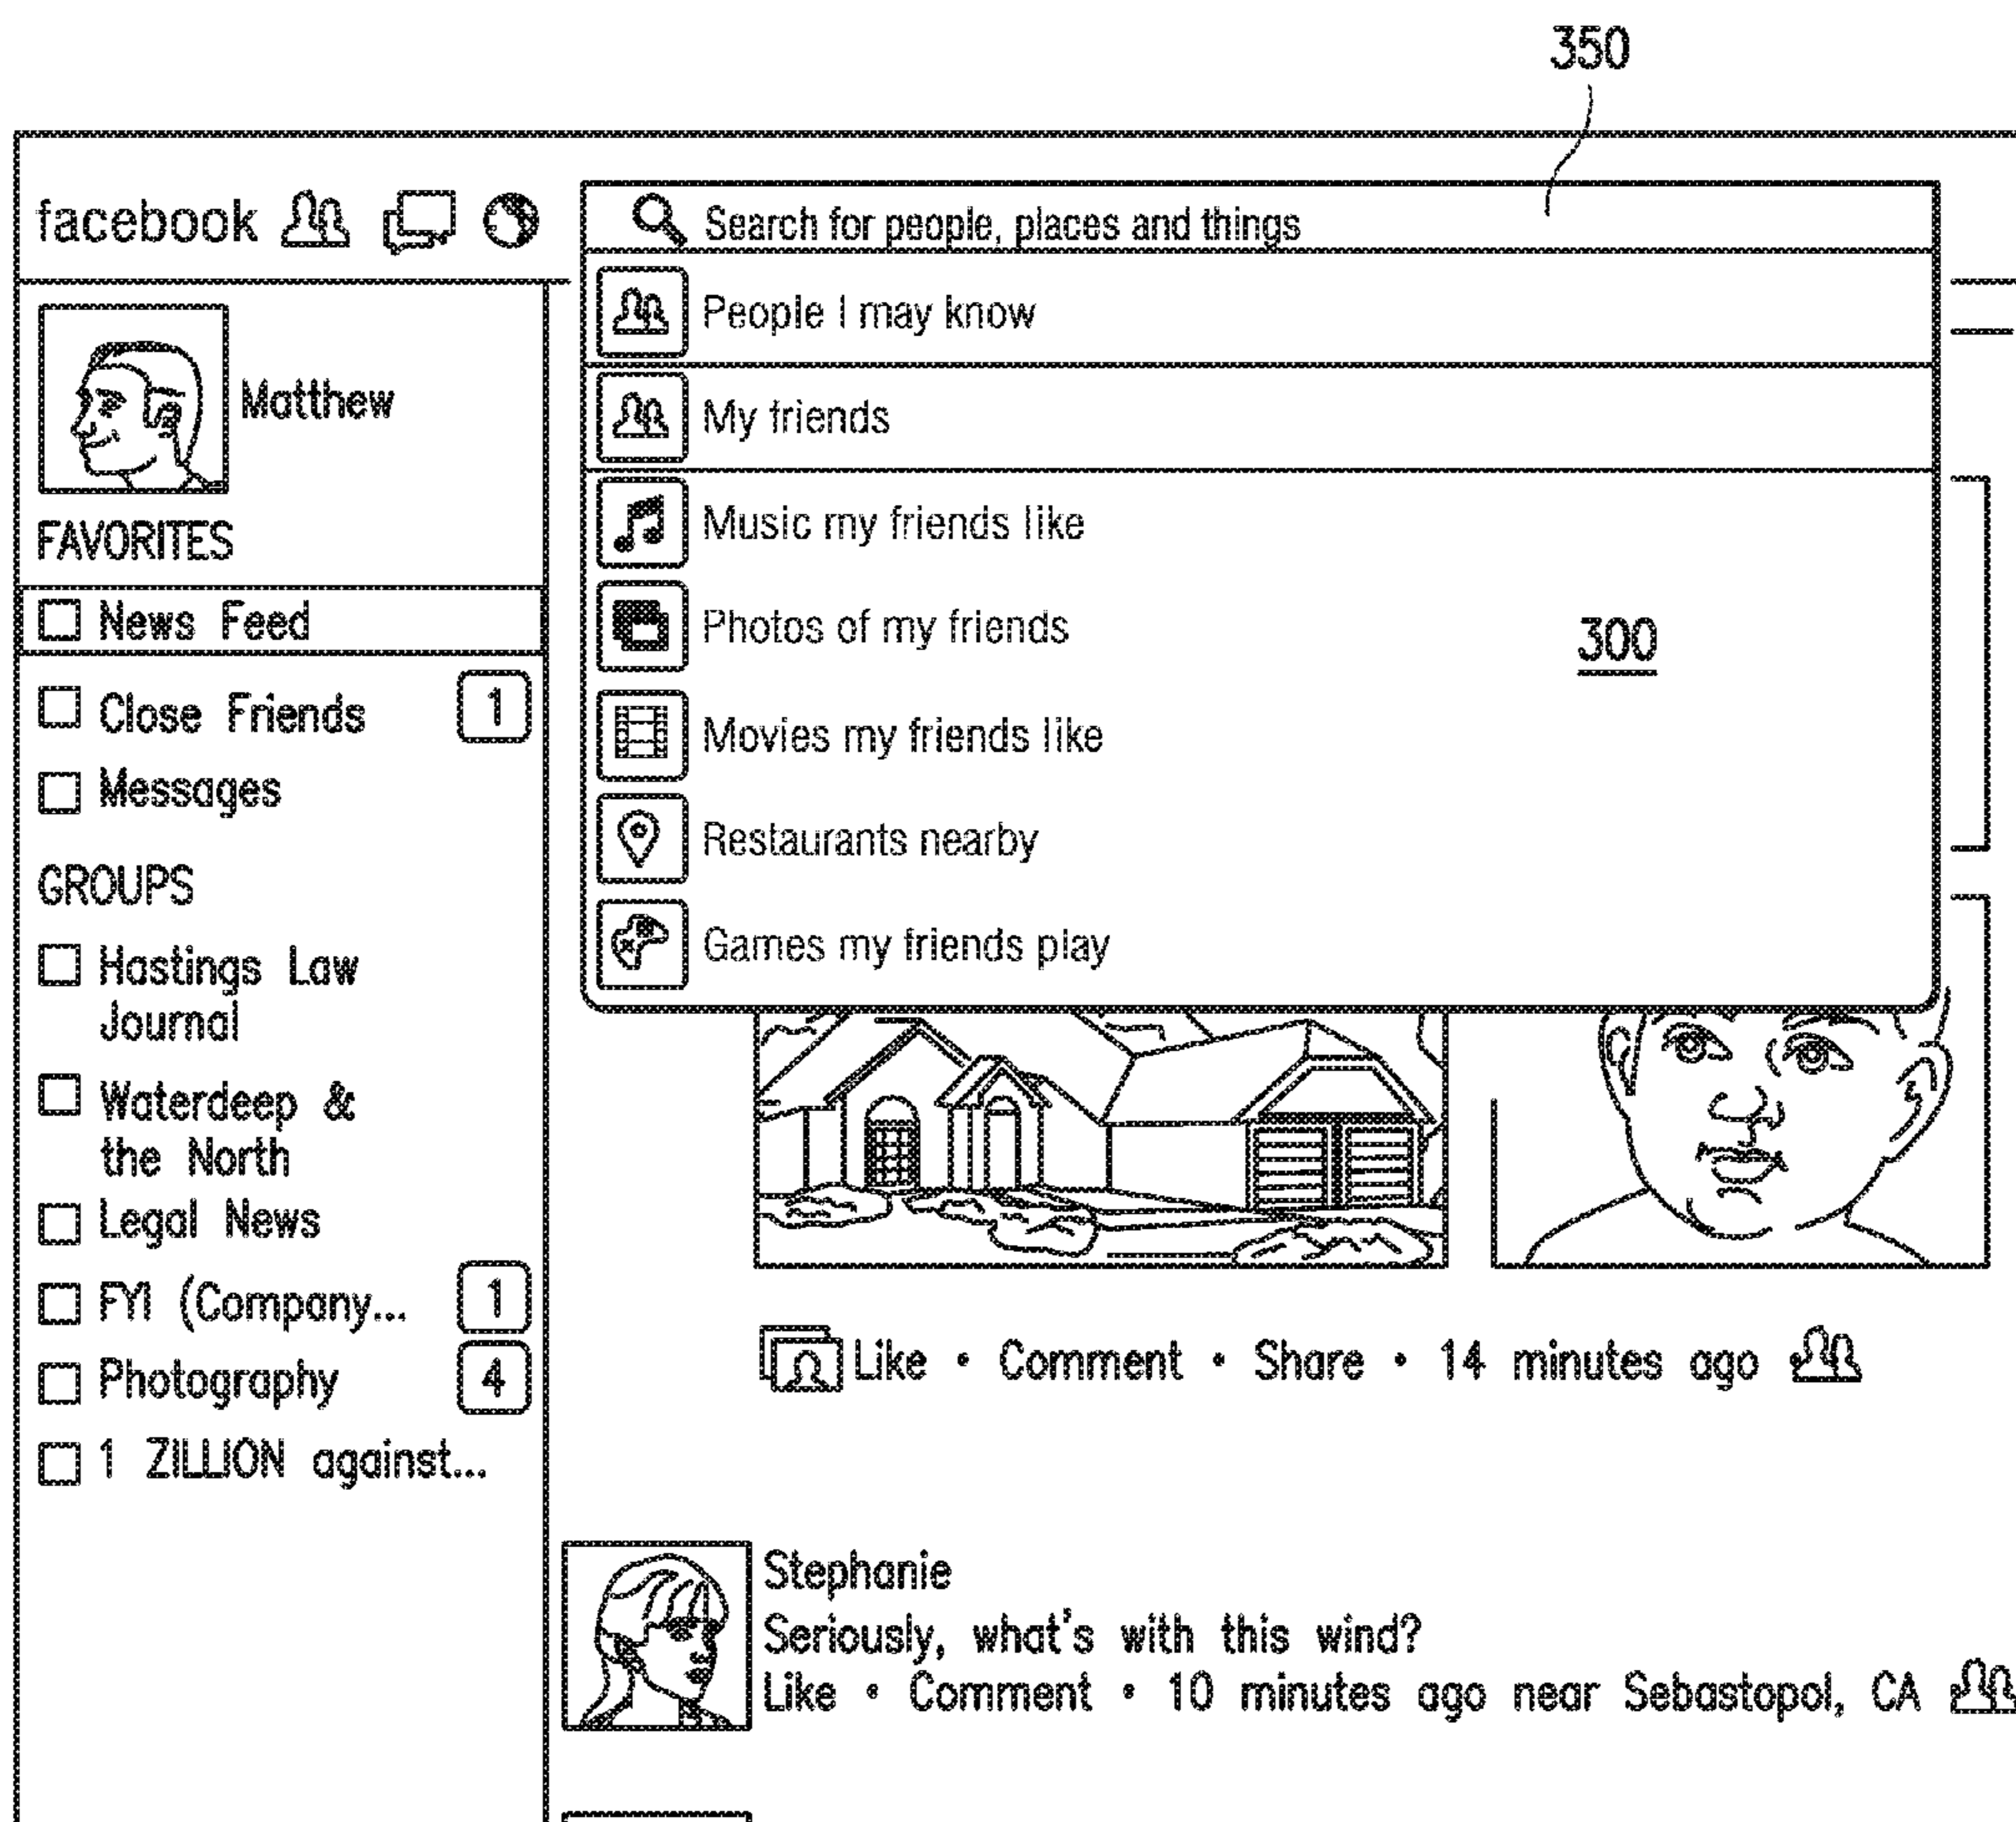 350
facebook
Search for people, places and things
People I may know
My friends
Music my friends like
Photos of my friends
300
Movies my friends like
Restaurants nearby
Games my friends play
Matthew
FAVORITES
News Feed
Close Friends 1
Messages
GROUPS
Hastings Law
Journal
Waterdeep &
the North
Legal News
FYI (Company... 1
Photography 4
1 ZILLION against...
Like • Comment • Share • 14 minutes ago
Stephanie
Seriously, what's with this wind?
Like • Comment • 10 minutes ago near Sebastopol, CA